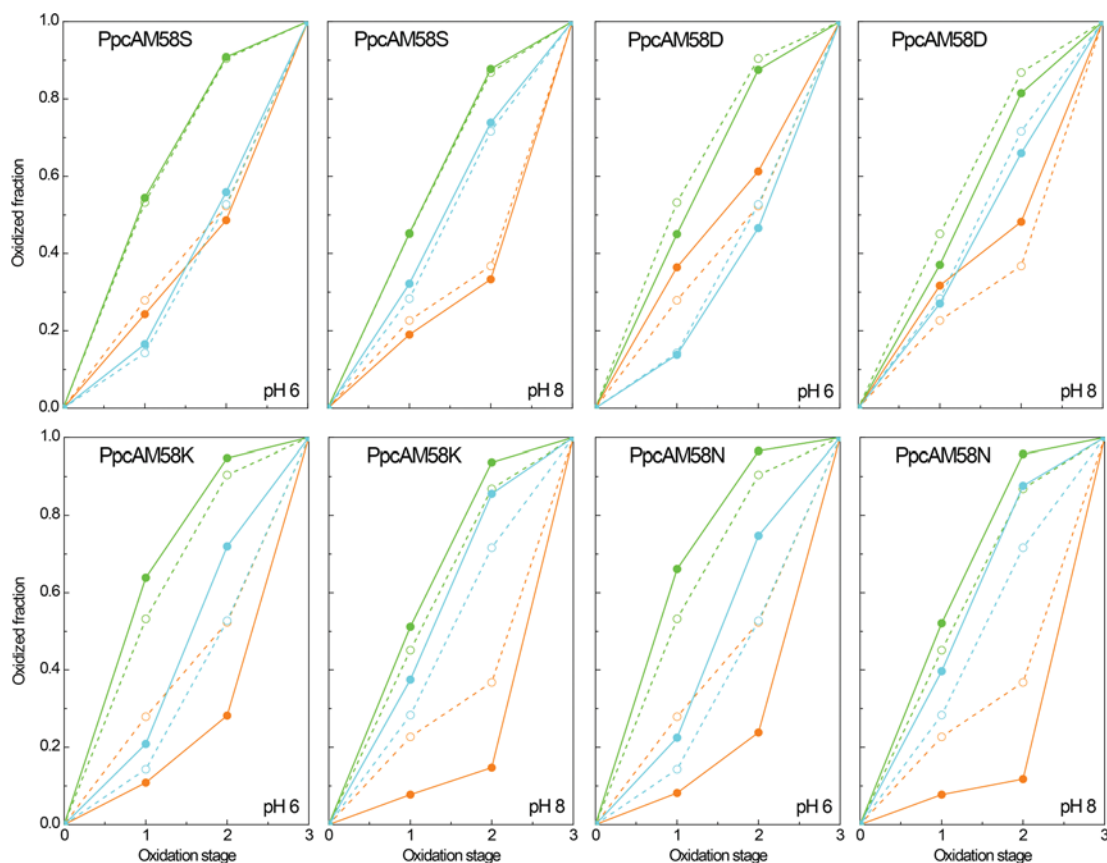 PpcAM58S PpcAM58S PpcAM58D PpcAM58D
1.0
0.8
0.6
0.4
0.2
0.0
Oxidized fraction
pH 6 pH 8 pH 6 pH 8
PpcAM58K PpcAM58K PpcAM58N PpcAM58N
1.0
0.8
0.6
0.4
0.2
0.0
Oxidized fraction
pH 6 pH 8 pH 6 pH 8
0 1 2 3 0 1 2 3 0 1 2 3 0 1 2 3
Oxidation stage Oxidation stage Oxidation stage Oxidation stage